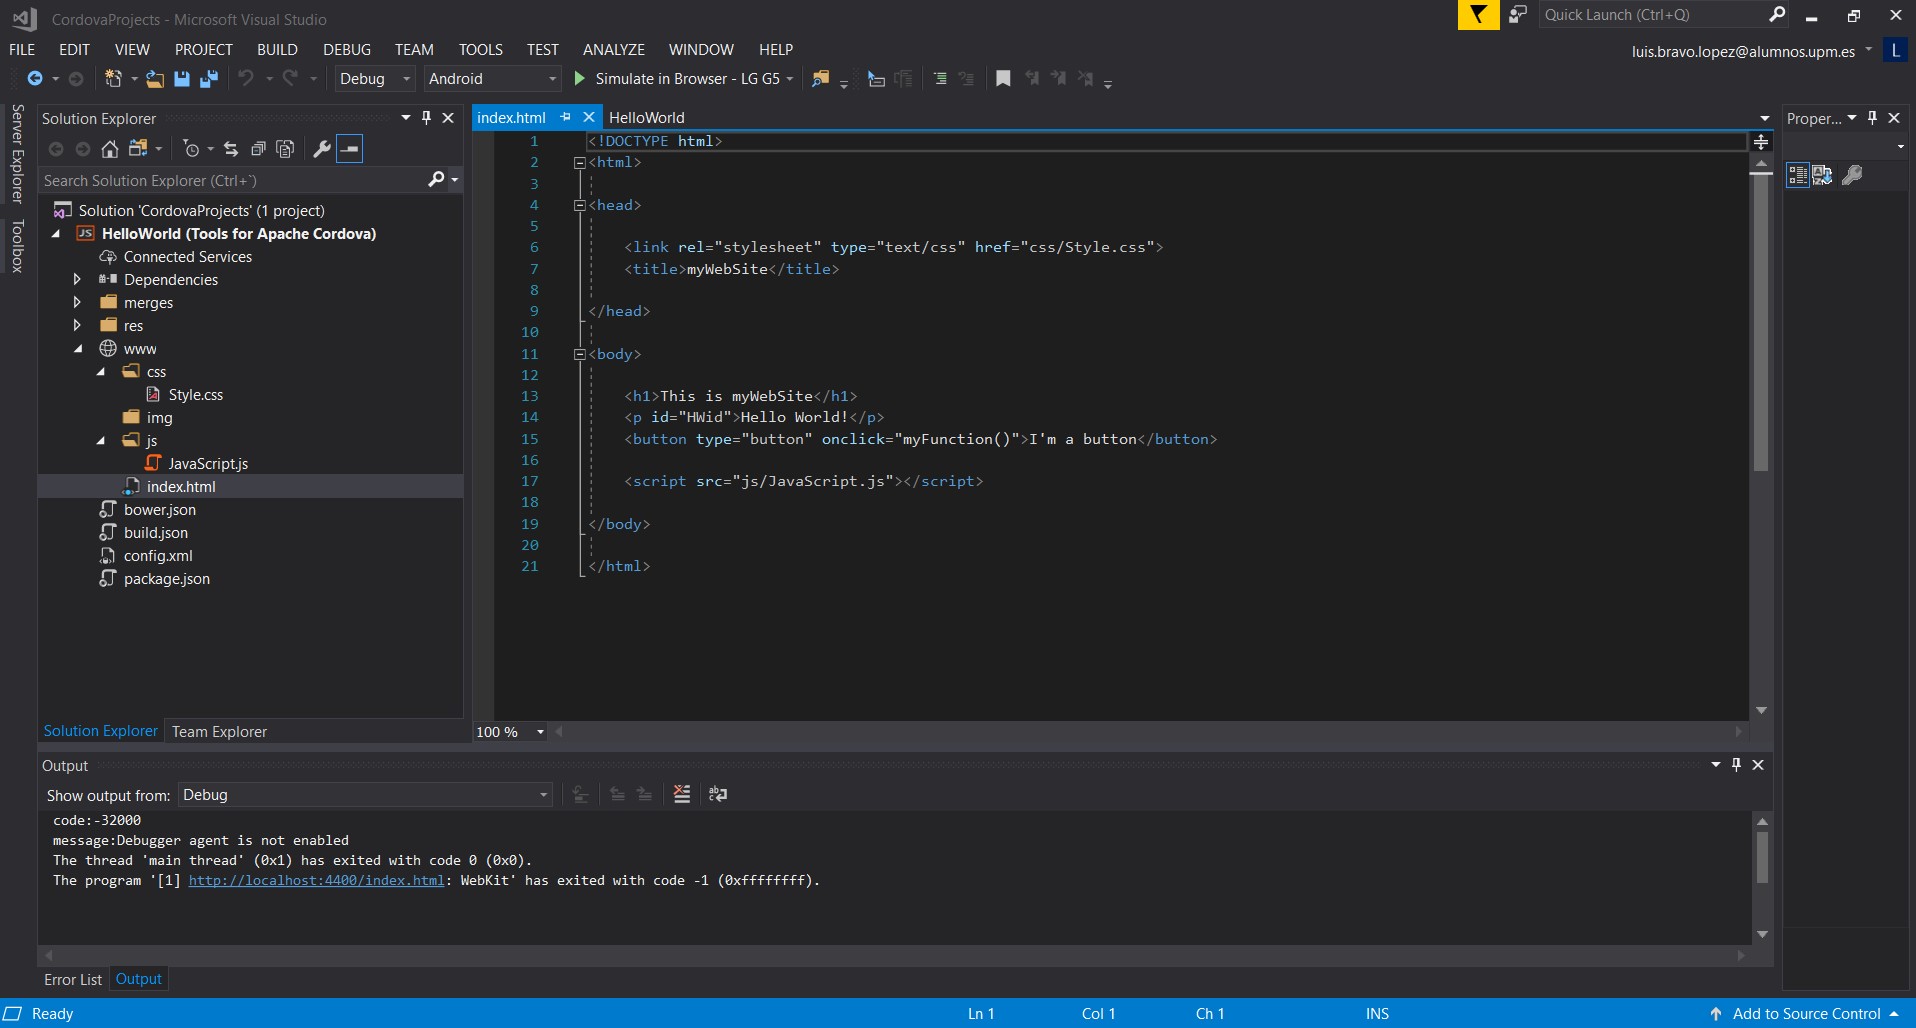 CordovaProjects - Microsoft Visual Studio
Quick Launch (Ctrl+Q)
FILE EDIT VIEW PROJECT BUILD DEBUG TEAM TOOLS TEST ANALYZE WINDOW HELP
luis.bravo.lopez@alumnos.upm.es L
Debug Android Simulate in Browser - LG G5
Server Explorer
Toolbox
Solution Explorer
Search Solution Explorer (Ctrl+`)
Solution 'CordovaProjects' (1 project)
JS HelloWorld (Tools for Apache Cordova)
Connected Services
Dependencies
merges
res
www
css
Style.css
img
js
JavaScript.js
index.html
bower.json
build.json
config.xml
package.json
Solution Explorer Team Explorer
index.html HelloWorld
1 <!DOCTYPE html>
2 <html>
3
4 <head>
5
6 <link rel="stylesheet" type="text/css" href="css/Style.css">
7 <title>myWebSite</title>
8
9 </head>
10
11 <body>
12
13 <h1>This is myWebSite</h1>
14 <p id="HWid">Hello World!</p>
15 <button type="button" onclick="myFunction()">I'm a button</button>
16
17 <script src="js/JavaScript.js"></script>
18
19 </body>
20
21 </html>
100 %
Proper...
Output
Show output from: Debug
code:-32000
message:Debugger agent is not enabled
The thread 'main thread' (0x1) has exited with code 0 (0x0).
The program '[1] http://localhost:4400/index.html: WebKit' has exited with code -1 (0xffffffff).
Error List Output
Ready Ln 1 Col 1 Ch 1 INS Add to Source Control